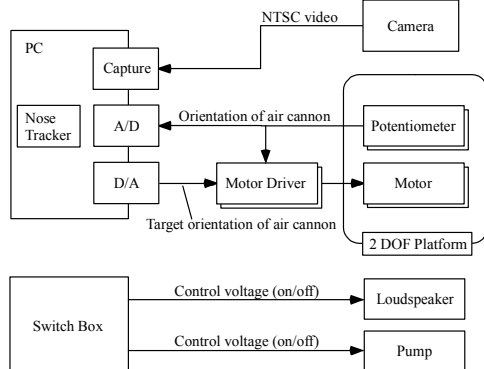 NTSC video
Camera
PC
Capture
Nose
Tracker
A/D
Orientation of air cannon
Potentiometer
D/A
Motor Driver
Motor
Target orientation of air cannon
2 DOF Platform
Switch Box
Control voltage (on/off)
Loudspeaker
Control voltage (on/off)
Pump